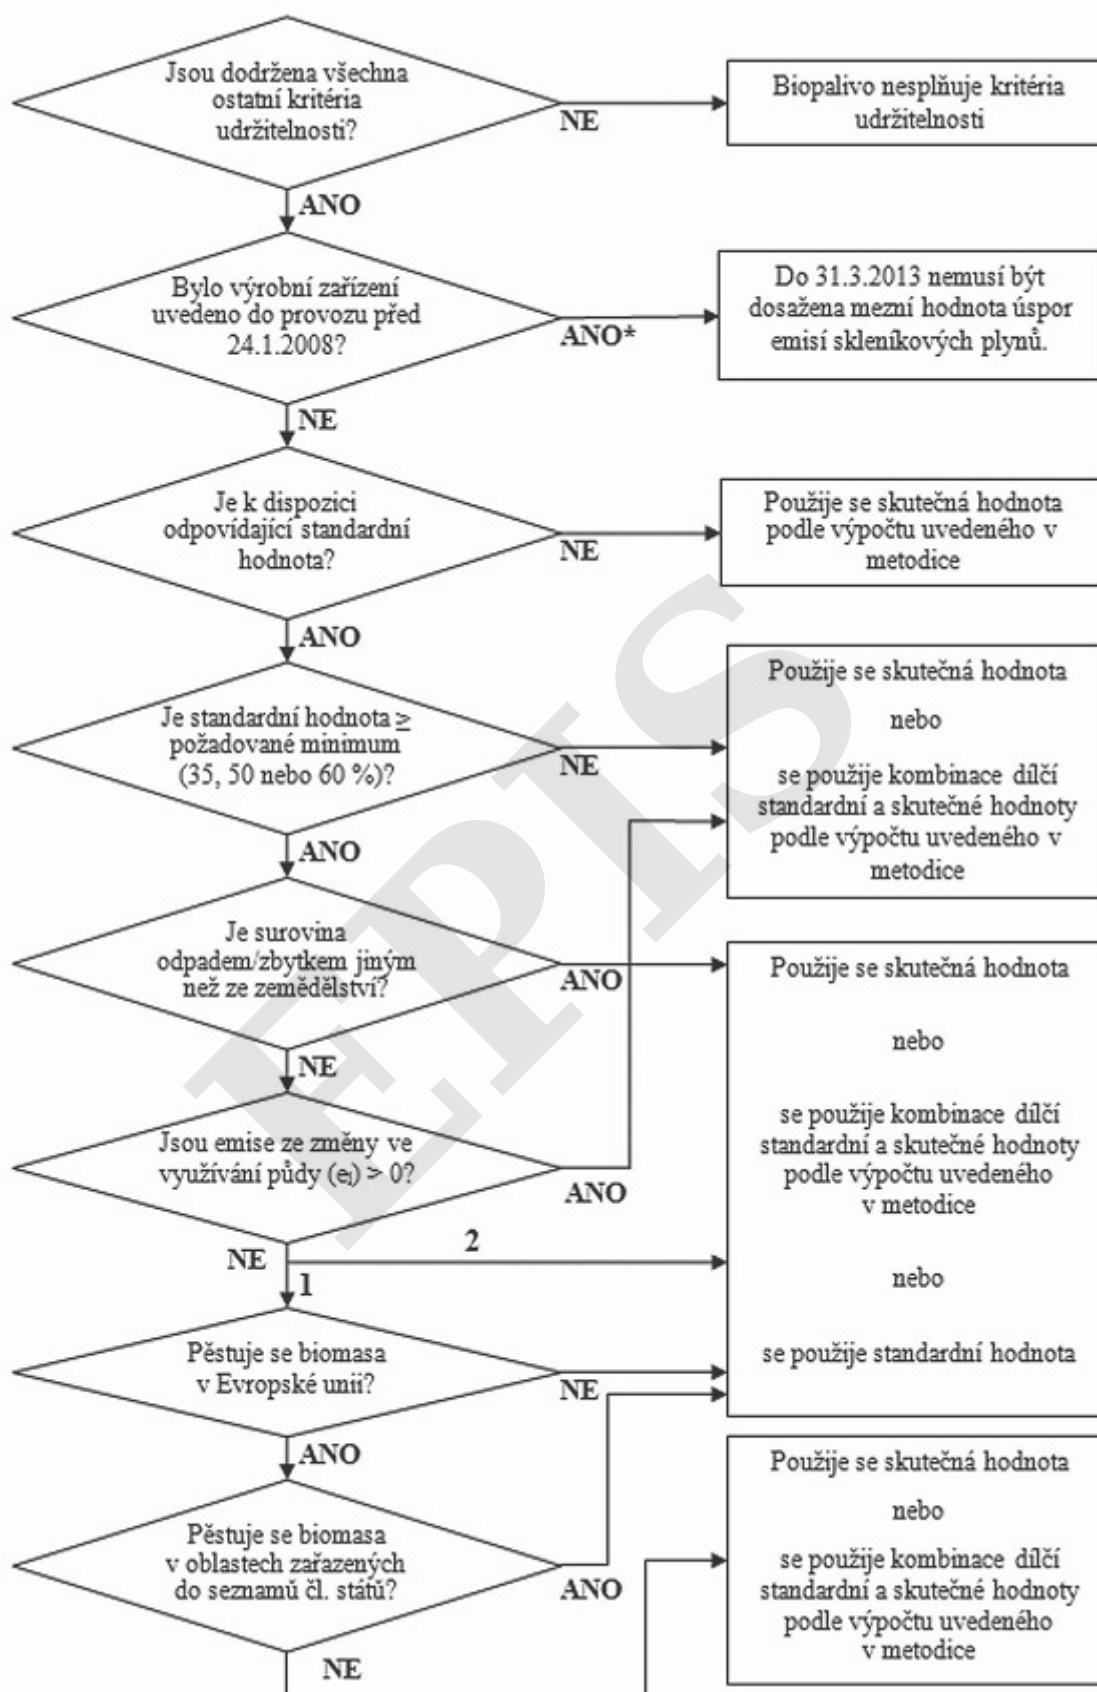 Jsou dodržena všechna
ostatní kritéria
udržitelnosti?
NE
Biopalivo nesplňuje kritéria
udržitelnosti
ANO
Bylo výrobní zařízení
uvedeno do provozu před
24.1.2008?
ANO*
Do 31.3.2013 nemusí být
dosažena mezní hodnota úspor
emisí skleníkových plynů.
NE
Je k dispozici
odpovídající standardní
hodnota?
NE
Použije se skutečná hodnota
podle výpočtu uvedeného v
metodice
ANO
Je standardní hodnota ≥
požadované minimum
(35, 50 nebo 60 %)?
NE
Použije se skutečná hodnota
nebo
se použije kombinace dílčí
standardní a skutečné hodnoty
podle výpočtu uvedeného v
metodice
ANO
Je surovina
odpadem/zbytkem jiným
než ze zemědělství?
ANO
Použije se skutečná hodnota
nebo
se použije kombinace dílčí
standardní a skutečné hodnoty
podle výpočtu uvedeného
v metodice
nebo
se použije standardní hodnota
NE
Jsou emise ze změny ve
využívání půdy (eₗ) > 0?
ANO
NE
2
1
Pěstuje se biomasa
v Evropské unii?
NE
ANO
Pěstuje se biomasa
v oblastech zařazených
do seznamů čl. států?
ANO
NE
Použije se skutečná hodnota
nebo
se použije kombinace dílčí
standardní a skutečné hodnoty
podle výpočtu uvedeného
v metodice
EPIS